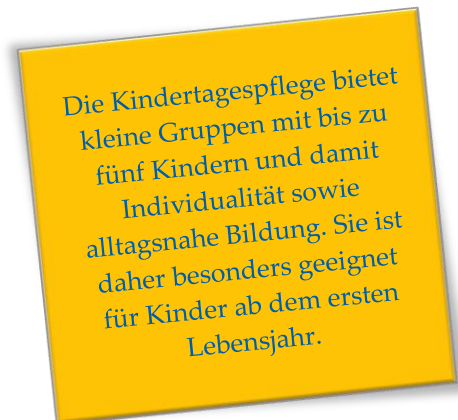 Die Kindertagespflege bietet
kleine Gruppen mit bis zu
fünf Kindern und damit
Individualität sowie
alltagsnahe Bildung. Sie ist
daher besonders geeignet
für Kinder ab dem ersten
Lebensjahr.